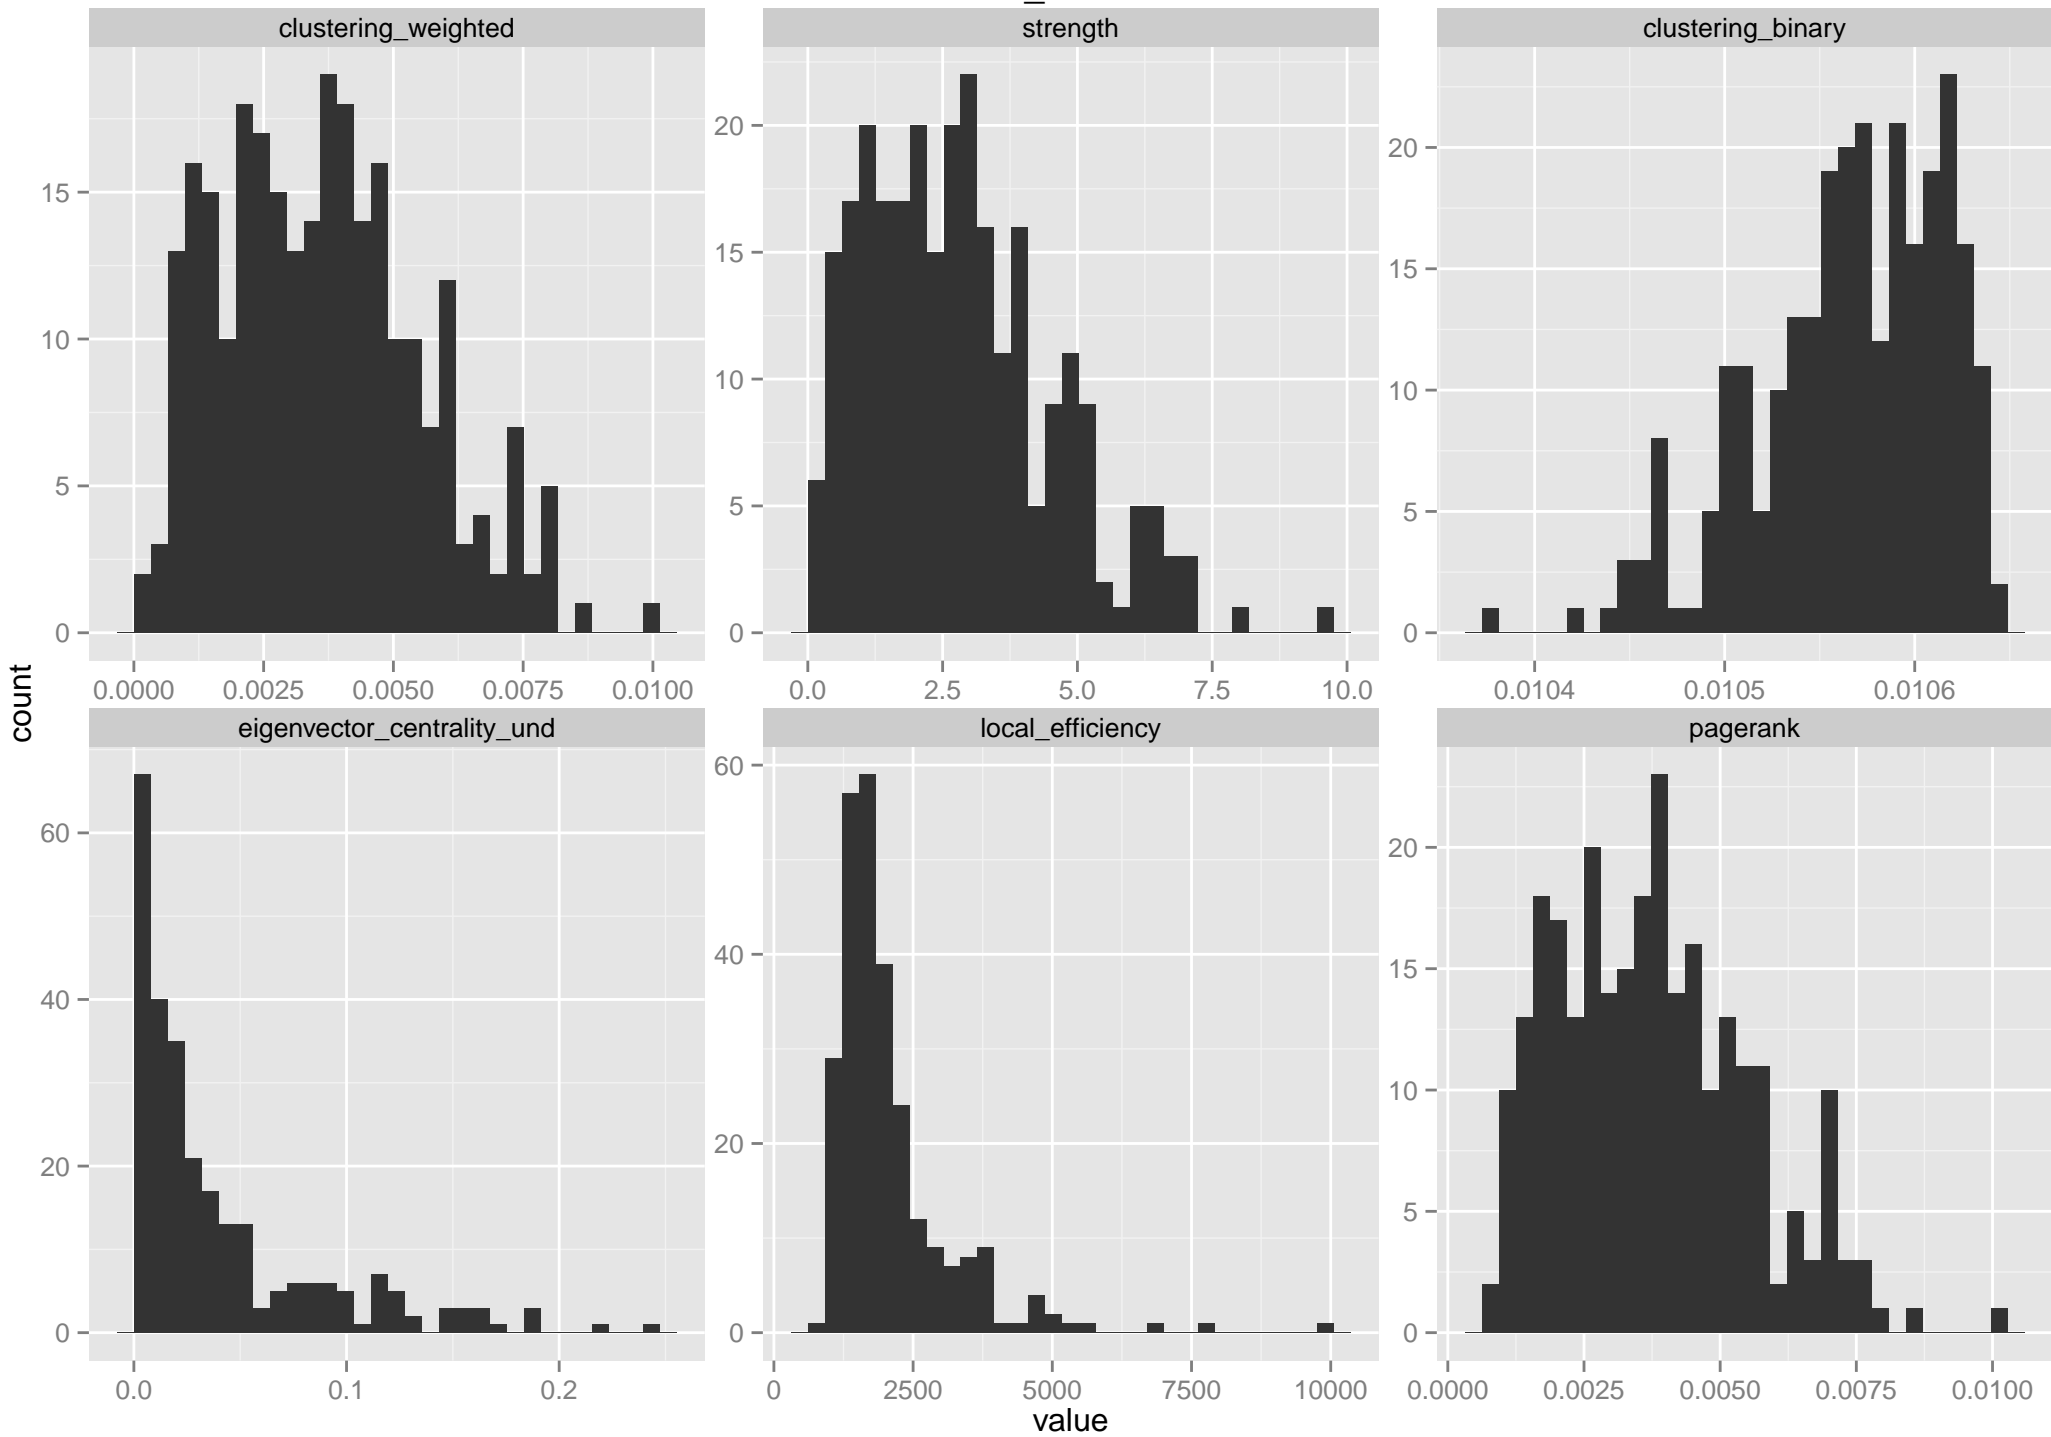 clustering_weighted
strength
clustering_binary
15
10
5
0
20
15
10
5
0
20
15
10
5
0
0.0000 0.0025 0.0050 0.0075 0.0100
0.0 2.5 5.0 7.5 10.0
0.0104 0.0105 0.0106
count
eigenvector_centrality_und
local_efficiency
pagerank
60
40
20
0
60
40
20
0
20
15
10
5
0
0.0 0.1 0.2
0 2500 5000 7500 10000
0.0000 0.0025 0.0050 0.0075 0.0100
value